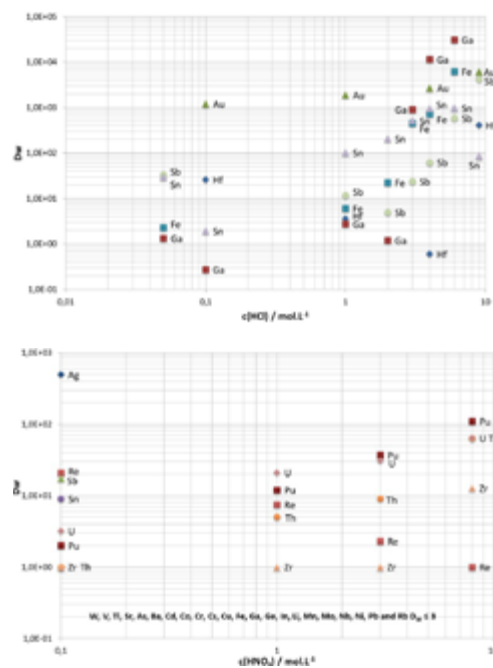 1,0E+05
Ga
1,0E+04
Ga
Fe
Au
Sb
Au
1,0E+03
Au
Au
Ga
Sn
Sn
Fe
Sn
Fe
Sb
Hf
Dw
1,0E+02
Sn
Sn
Sn
Sb
Sb
Sn
Hf
Fe
Sb
1,0E+01
Sb
Sb
Fe
Fe
Hf
Ga
1,0E+00
Ga
Sn
Ga
Hf
Ga
1,0E-01
0,01
0,1
1
c(HCl) / mol.L-1
1,0E+03
Ag
1,0E+02
Pu
U
Pu
U
Re
Sb
U
Zr
Dw
1,0E+01
Sn
Pu
Re
Th
Th
U
Pu
Re
1,0E+00
Zr Th
Zr
Zr
Re
1,0E-01
0,1
1
c(HNO3) / mol.L-1